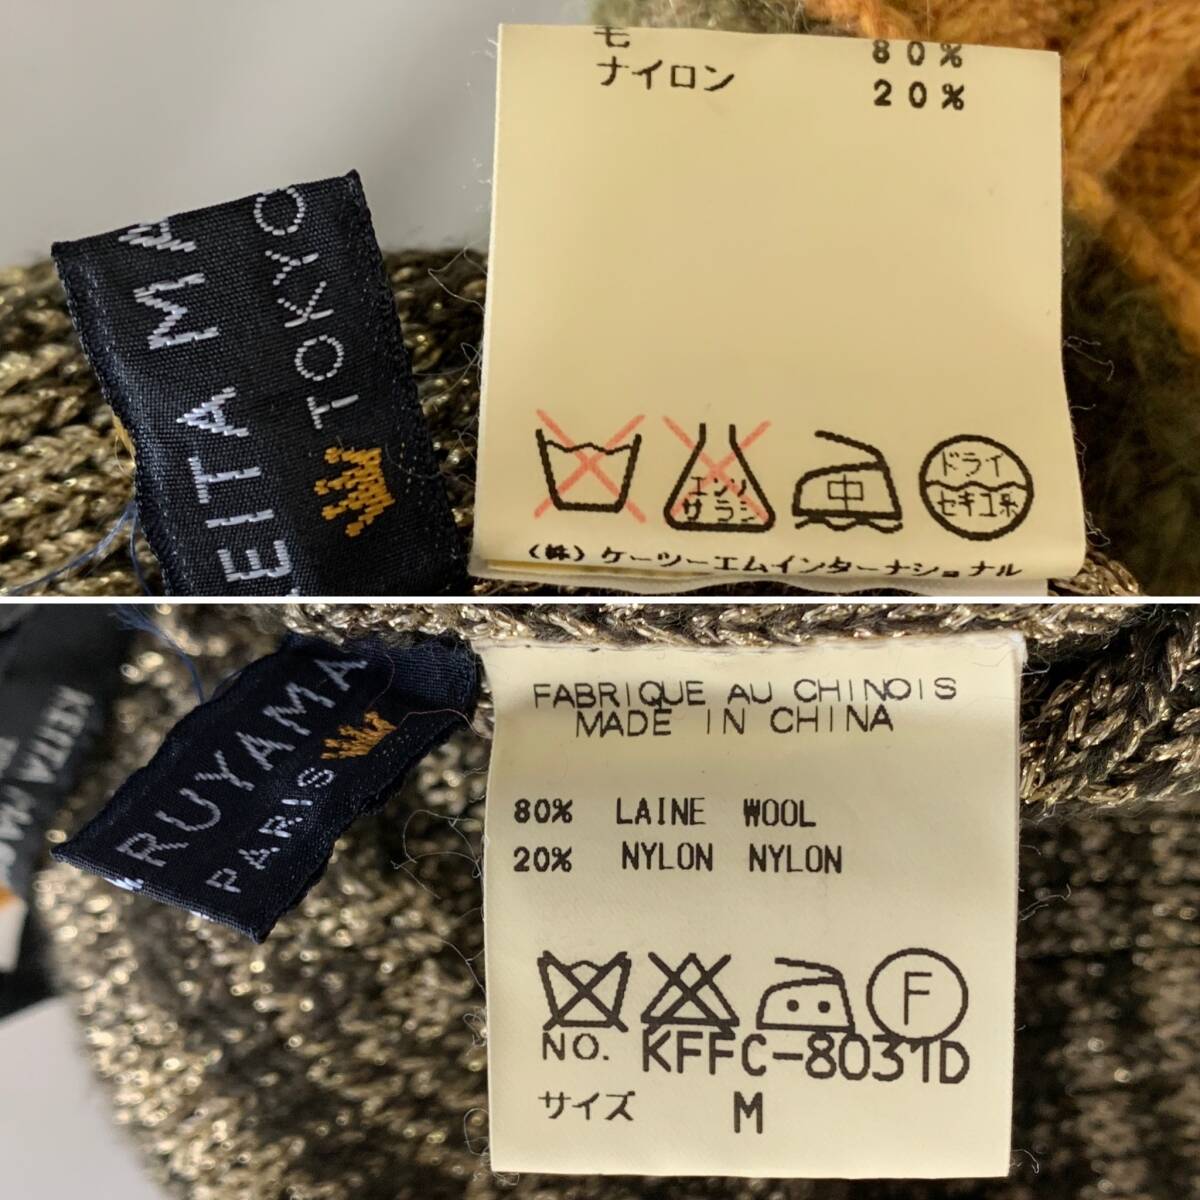 毛 80%
ナイロン 20%
EITA MA
TOKYO
エンソ
サラシ
中
ドライ
セキユ系
(株)ケーツーエムインターナショナル
RUYAMA
PARIS
KEITA MA
FABRIQUE AU CHINOIS
MADE IN CHINA
80% LAINE WOOL
20% NYLON NYLON
F
NO. KFFC-8031D
サイズ M